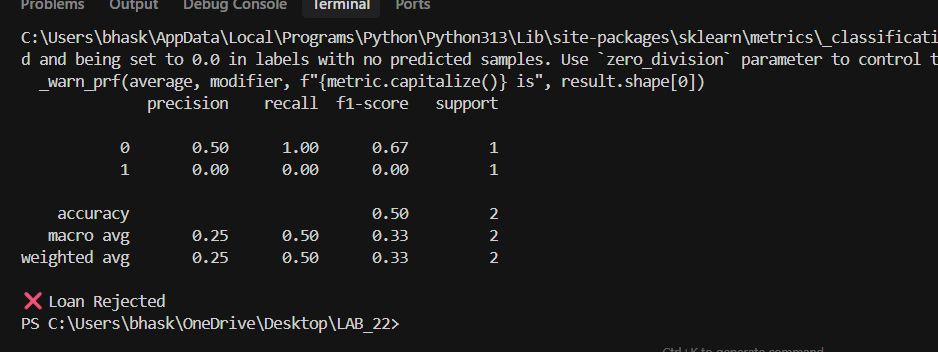 Problems Output Debug Console Terminal Ports
C:\Users\bhask\AppData\Local\Programs\Python\Python313\Lib\site-packages\sklearn\metrics\_classificati
d and being set to 0.0 in labels with no predicted samples. Use `zero_division` parameter to control t
_warn_prf(average, modifier, f"{metric.capitalize()} is", result.shape[0])
precision recall f1-score support
0 0.50 1.00 0.67 1
1 0.00 0.00 0.00 1
accuracy 0.50 2
macro avg 0.25 0.50 0.33 2
weighted avg 0.25 0.50 0.33 2
❌ Loan Rejected
PS C:\Users\bhask\OneDrive\Desktop\LAB_22>
Ctrl+K to generate command